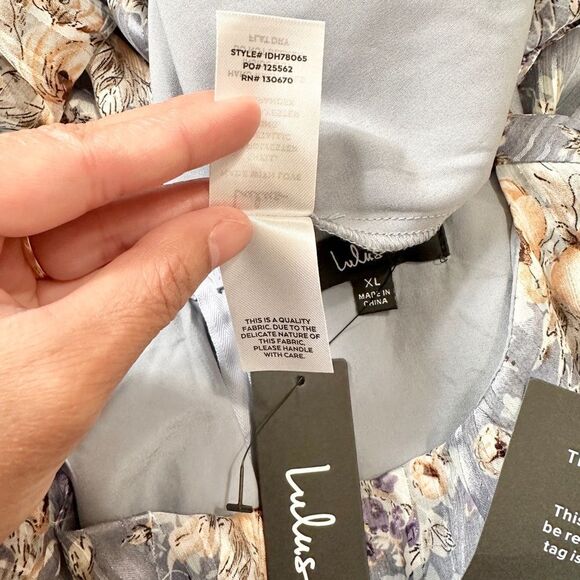 STYLE# IDH78065
PO# 125562
RN# 130670
Lulus
XL
MADE IN
CHINA
THIS IS A QUALITY
FABRIC. DUE TO THE
DELICATE NATURE OF
THIS FABRIC.
PLEASE HANDLE
WITH CARE.
Lulus
This
be re
tag is